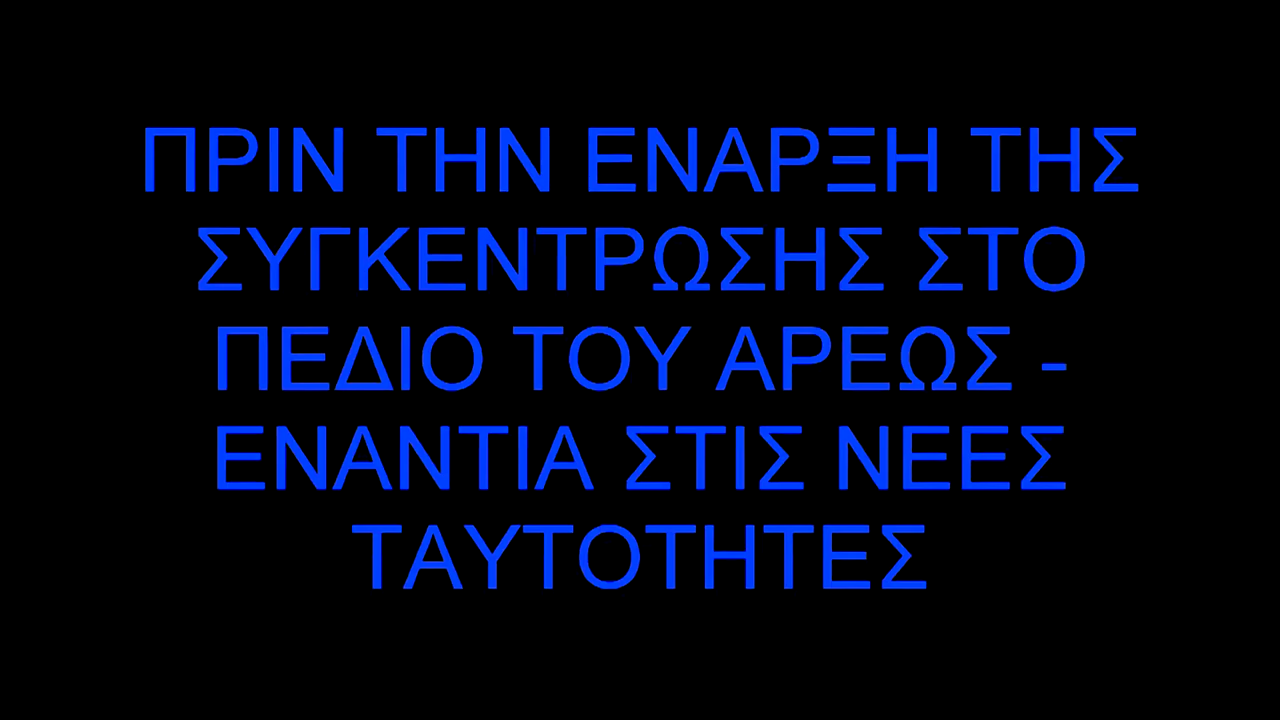 ΠΡΙΝ ΤΗΝ ΕΝΑΡΞΗ ΤΗΣ
ΣΥΓΚΕΝΤΡΩΣΗΣ ΣΤΟ
ΠΕΔΙΟ ΤΟΥ ΑΡΕΩΣ -
ΕΝΑΝΤΙΑ ΣΤΙΣ ΝΕΕΣ
ΤΑΥΤΟΤΗΤΕΣ